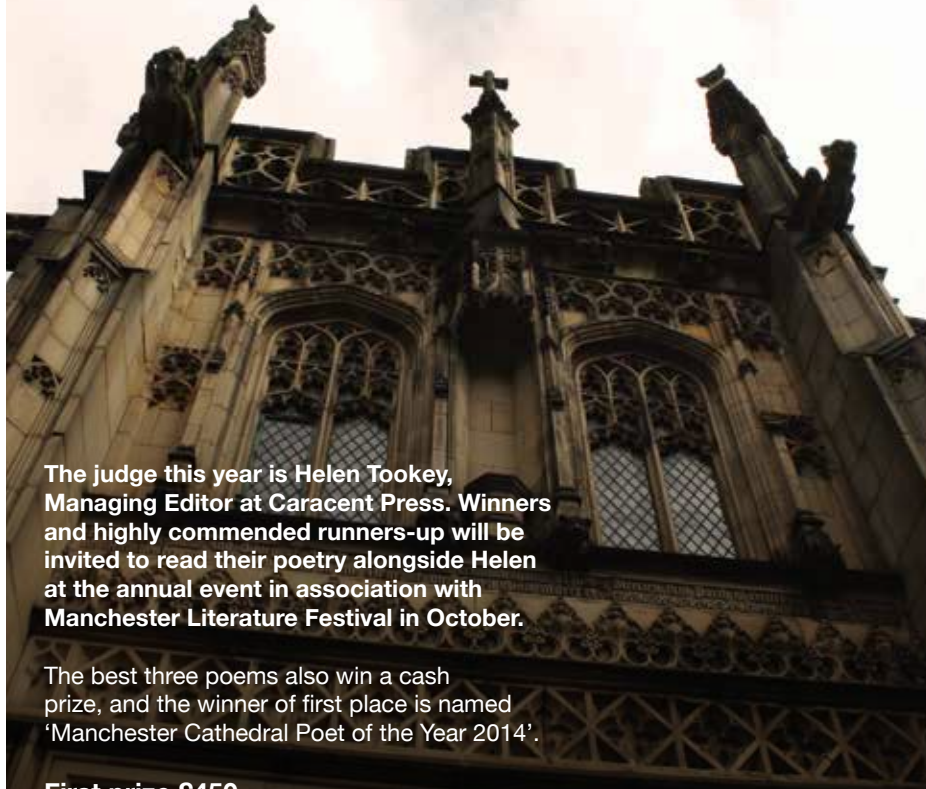 The judge this year is Helen Tookey,
Managing Editor at Caracent Press. Winners
and highly commended runners-up will be
invited to read their poetry alongside Helen
at the annual event in association with
Manchester Literature Festival in October.
The best three poems also win a cash
prize, and the winner of first place is named
‘Manchester Cathedral Poet of the Year 2014’.
First prize £450